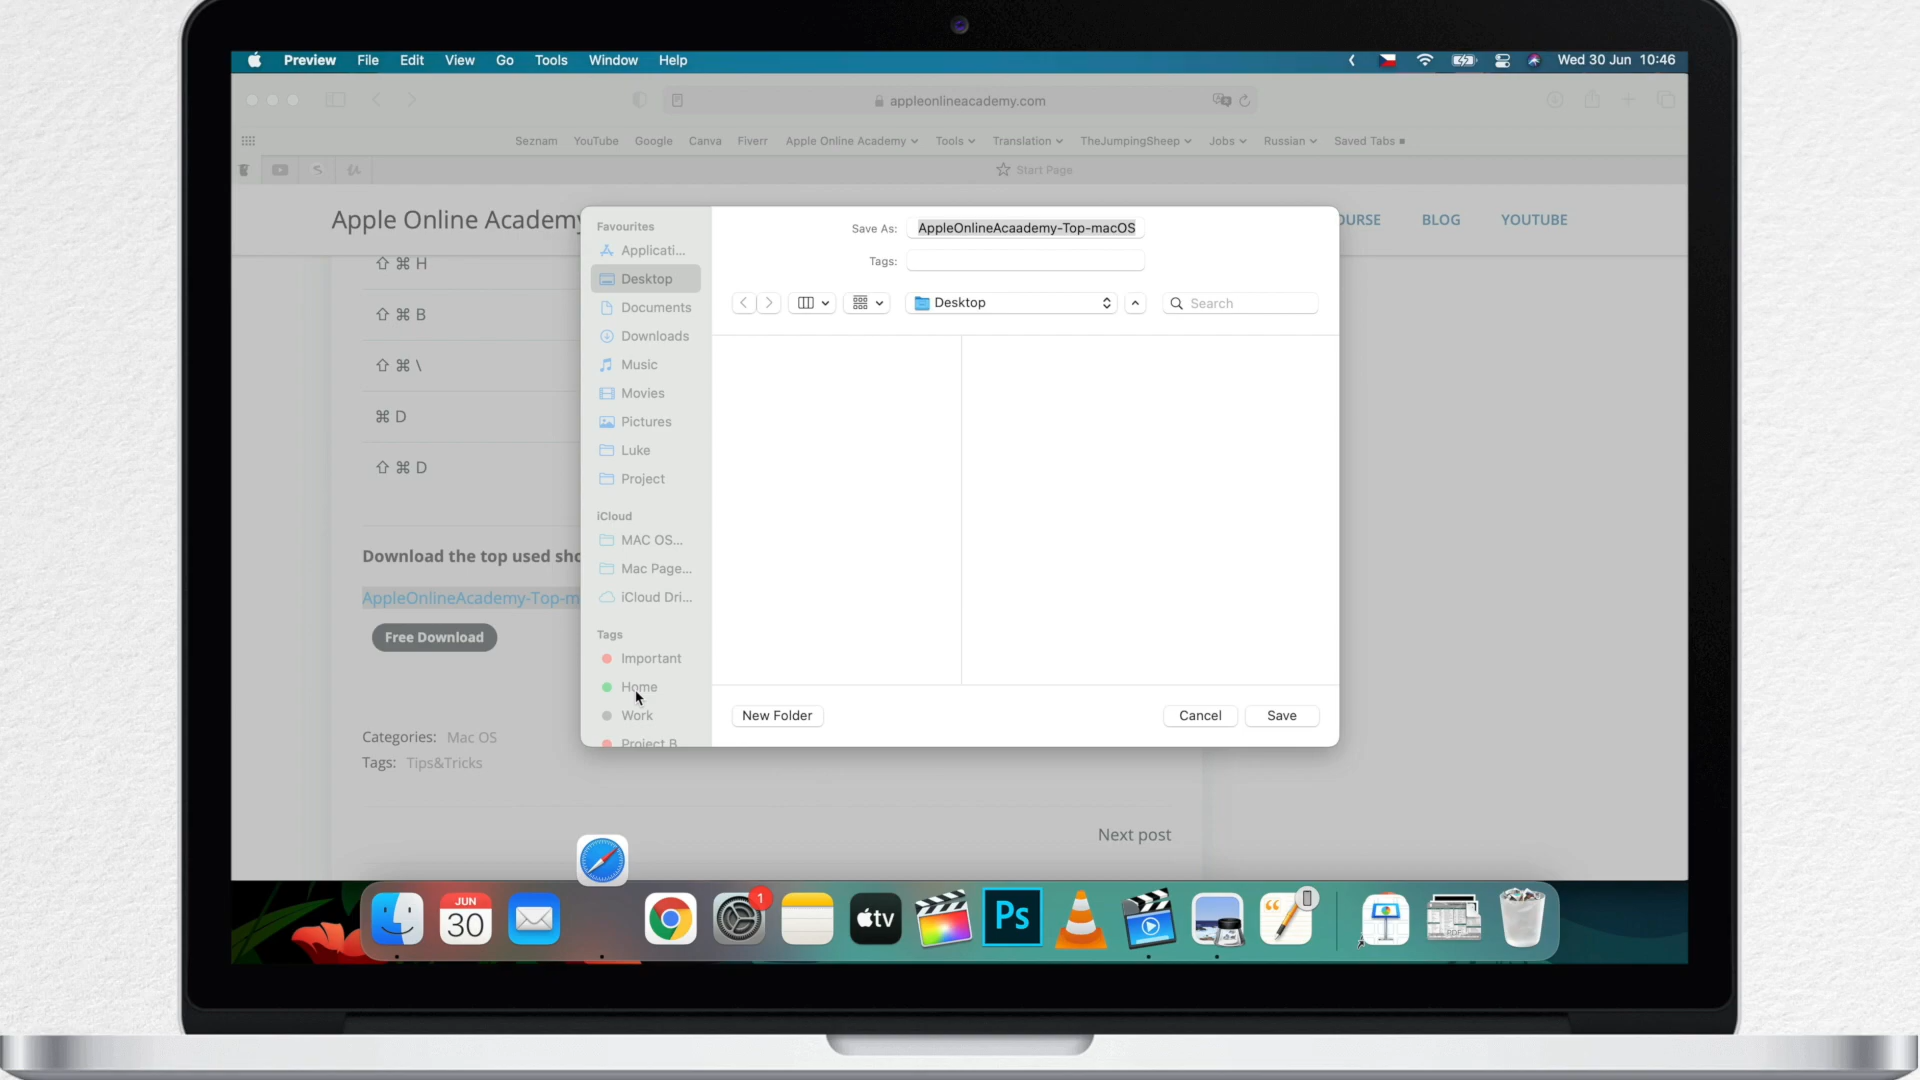 Preview File Edit View Go Tools Window Help Wed 30 Jun 10:46
appleonlineacademy.com
Seznam YouTube Google Canva Fiverr Apple Online Academy Tools Translation TheJumpingSheep Jobs Russian Saved Tabs
Start Page
Apple Online Academy
BLOG YOUTUBE
⇧ ⌘ H
⇧ ⌘ B
⇧ ⌘ \
⌘ D
⇧ ⌘ D
Download the top used
AppleOnlineAcademy-Top-m
Free Download
Categories: Mac OS
Tags: Tips&Tricks
Next post
Favourites
Applicati...
Desktop
Documents
Downloads
Music
Movies
Pictures
Luke
Project
iCloud
MAC OS...
Mac Page...
iCloud Dri...
Tags
Important
Home
Work
Project B
Save As: AppleOnlineAcaademy-Top-macOS
Tags:
Desktop
Search
New Folder
Cancel Save
JUN
30
1
tv
Ps
PDF